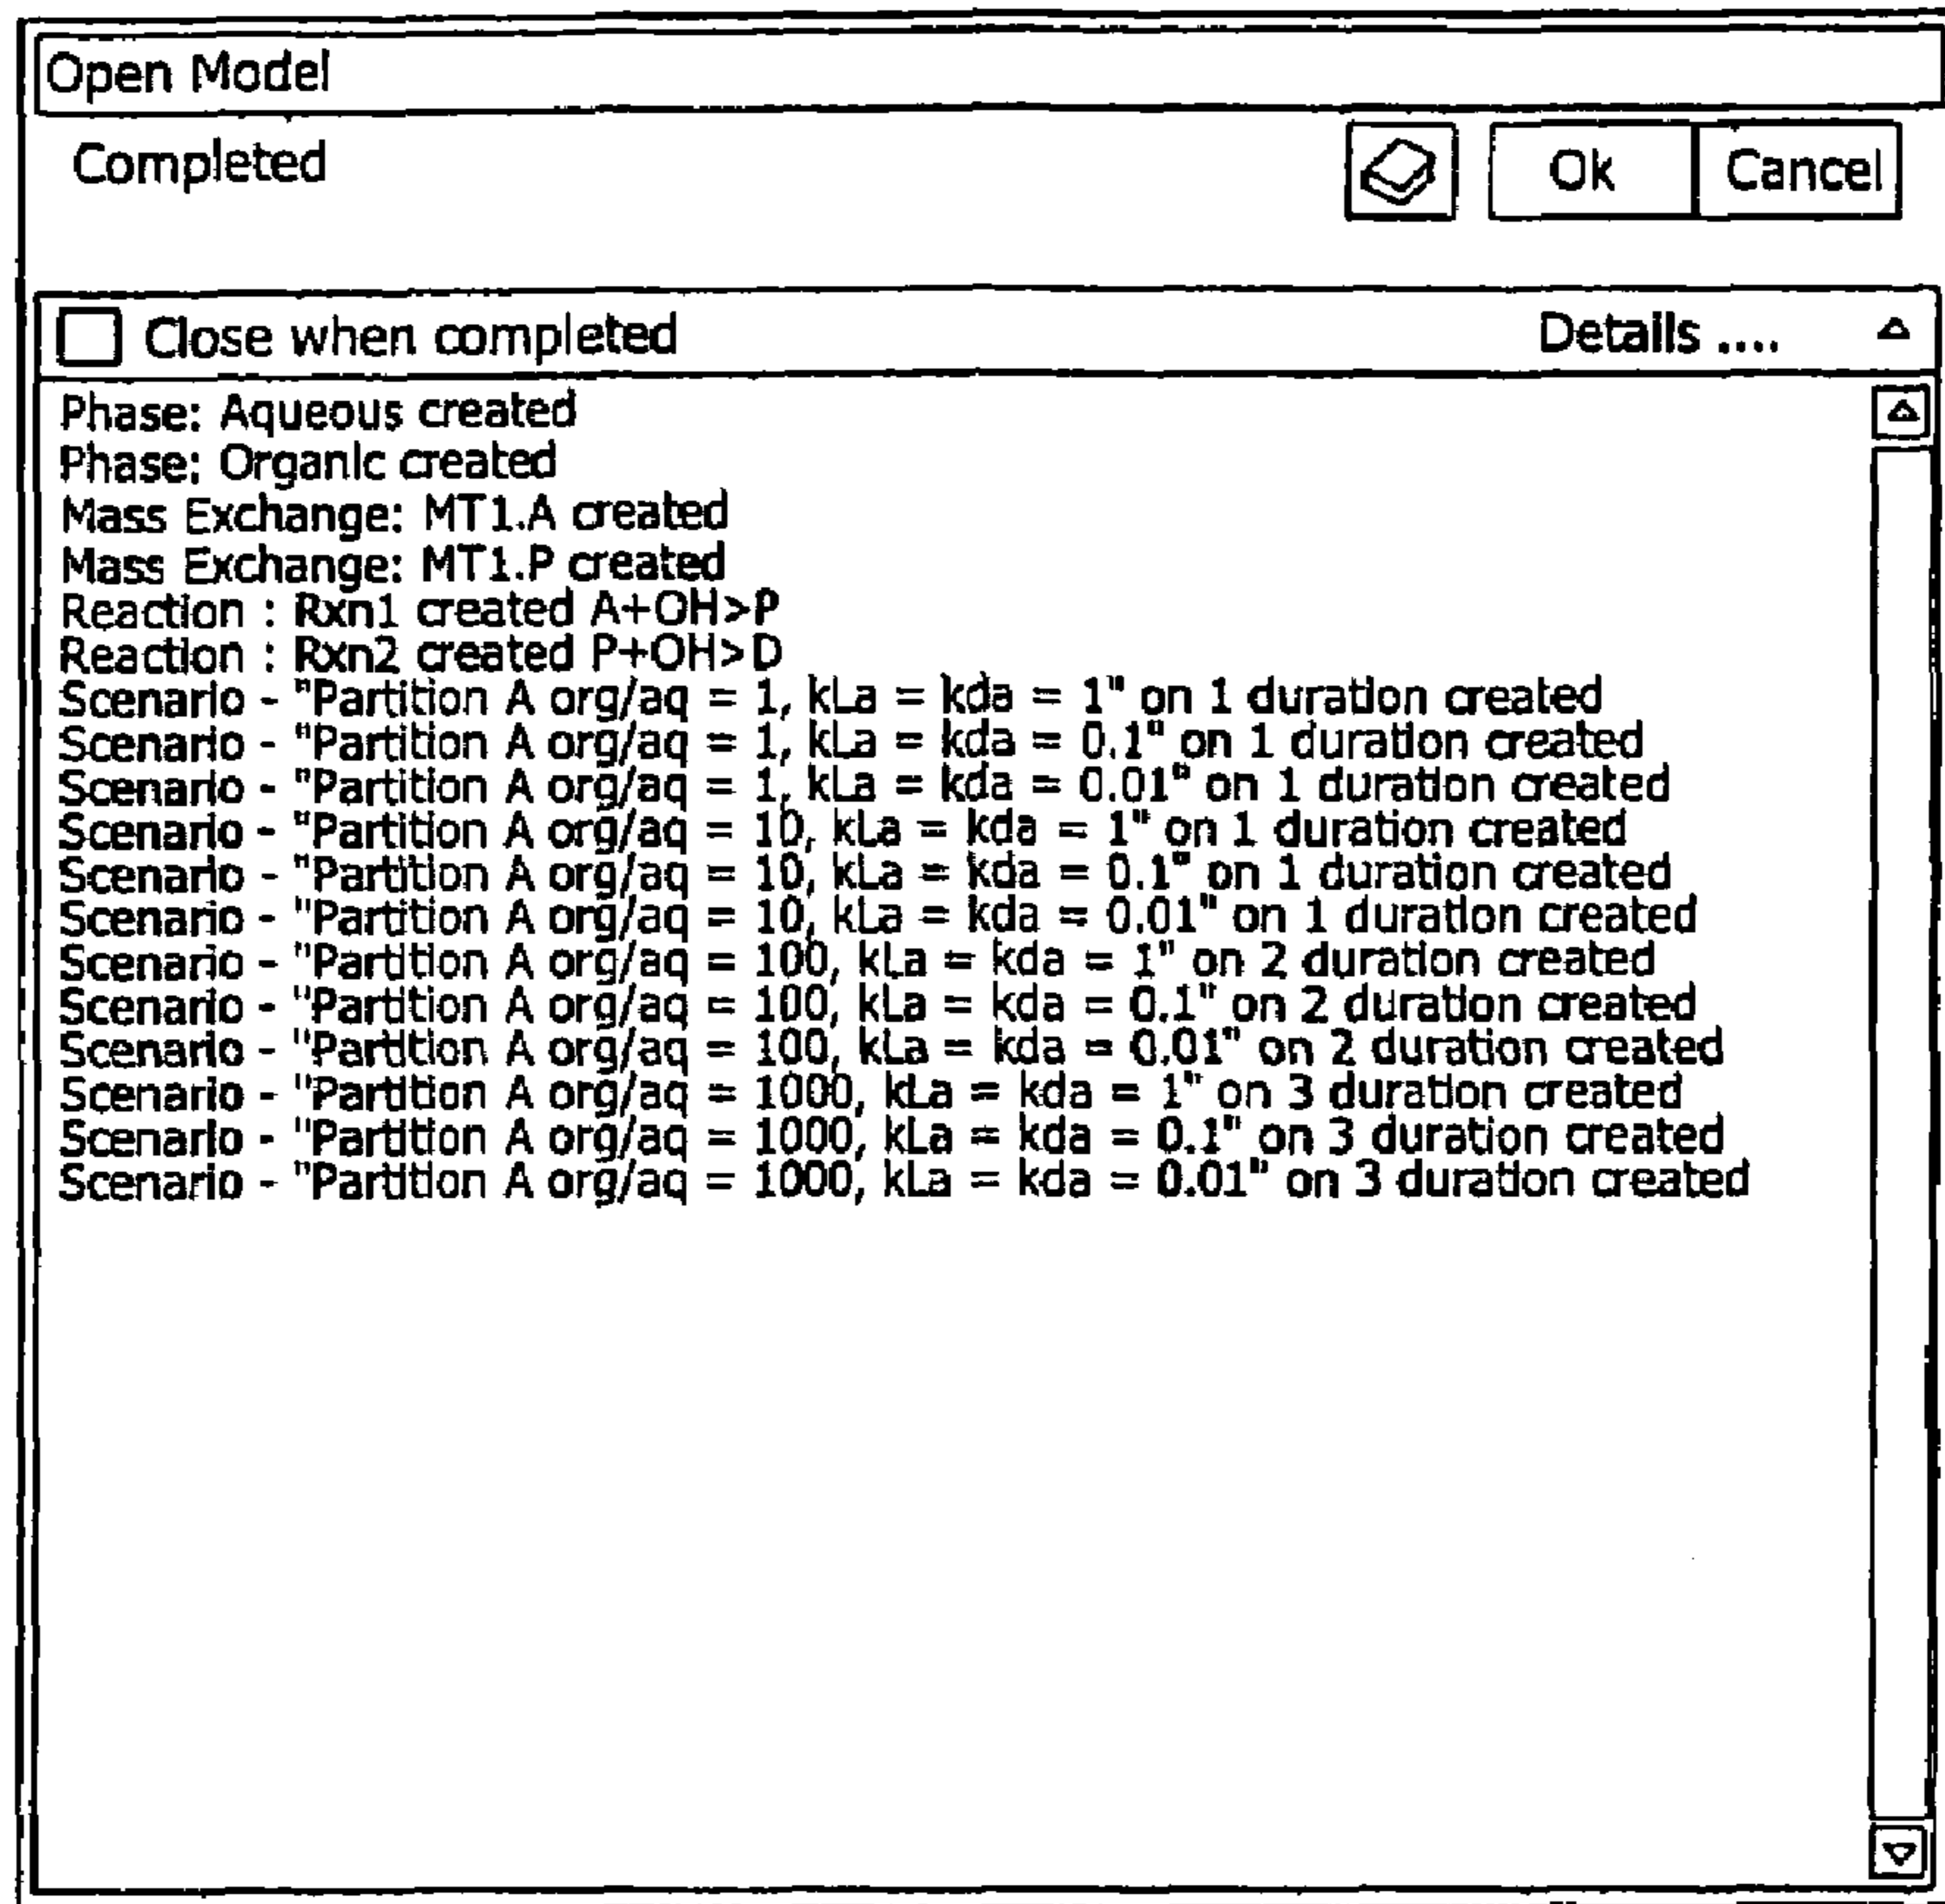 Open Model
Completed
Ok Cancel
Close when completed Details ....
Phase: Aqueous created
Phase: Organic created
Mass Exchange: MT1.A created
Mass Exchange: MT1.P created
Reaction : Rxn1 created A+OH>P
Reaction : Rxn2 created P+OH>D
Scenario - "Partition A org/aq = 1, kLa = kda = 1" on 1 duration created
Scenario - "Partition A org/aq = 1, kLa = kda = 0.1" on 1 duration created
Scenario - "Partition A org/aq = 1, kLa = kda = 0.01" on 1 duration created
Scenario - "Partition A org/aq = 10, kLa = kda = 1" on 1 duration created
Scenario - "Partition A org/aq = 10, kLa = kda = 0.1" on 1 duration created
Scenario - "Partition A org/aq = 10, kLa = kda = 0.01" on 1 duration created
Scenario - "Partition A org/aq = 100, kLa = kda = 1" on 2 duration created
Scenario - "Partition A org/aq = 100, kLa = kda = 0.1" on 2 duration created
Scenario - "Partition A org/aq = 100, kLa = kda = 0.01" on 2 duration created
Scenario - "Partition A org/aq = 1000, kLa = kda = 1" on 3 duration created
Scenario - "Partition A org/aq = 1000, kLa = kda = 0.1" on 3 duration created
Scenario - "Partition A org/aq = 1000, kLa = kda = 0.01" on 3 duration created